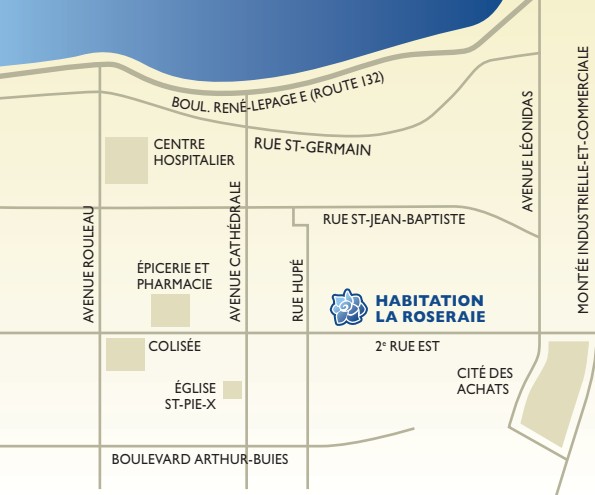 BOUL. RENÉ-LEPAGE E (ROUTE 132)
RUE ST-GERMAIN
CENTRE
HOSPITALIER
AVENUE LÉONIDAS
MONTÉE INDUSTRIELLE-ET-COMMERCIALE
AVENUE ROULEAU
AVENUE CATHÉDRALE
RUE ST-JEAN-BAPTISTE
RUE HUPÉ
ÉPICERIE ET
PHARMACIE
HABITATION
LA ROSERAIE
COLISÉE
2e RUE EST
CITÉ DES
ACHATS
ÉGLISE
ST-PIE-X
BOULEVARD ARTHUR-BUIES